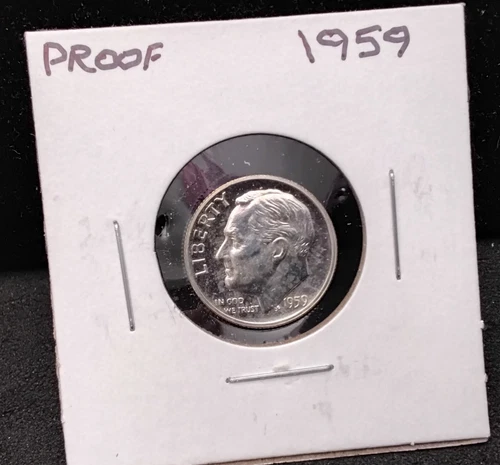 PROOF 1959
LIBERTY
IN GOD
WE TRUST
1959